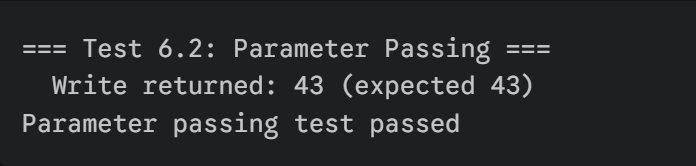 === Test 6.2: Parameter Passing ===
  Write returned: 43 (expected 43)
Parameter passing test passed